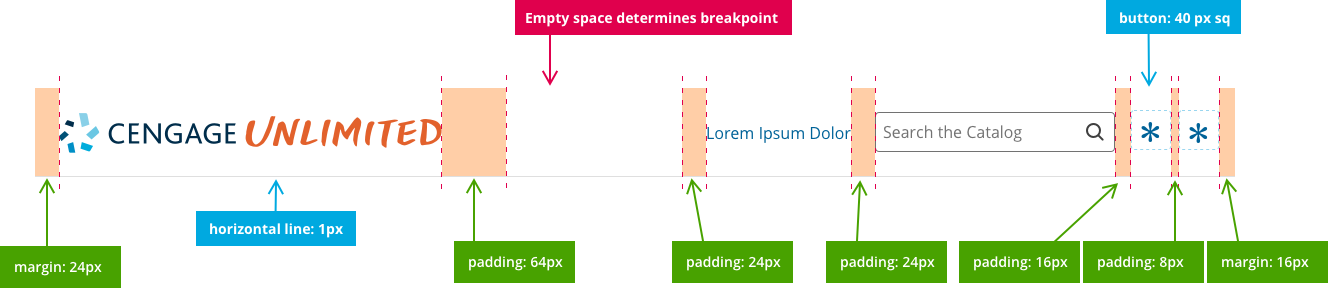 Empty space determines breakpoint
button: 40 px sq
CENGAGE UNLIMITED
Lorem Ipsum Dolor
Search the Catalog
* *
horizontal line: 1px
margin: 24px
padding: 64px
padding: 24px
padding: 24px
padding: 16px
padding: 8px
margin: 16px